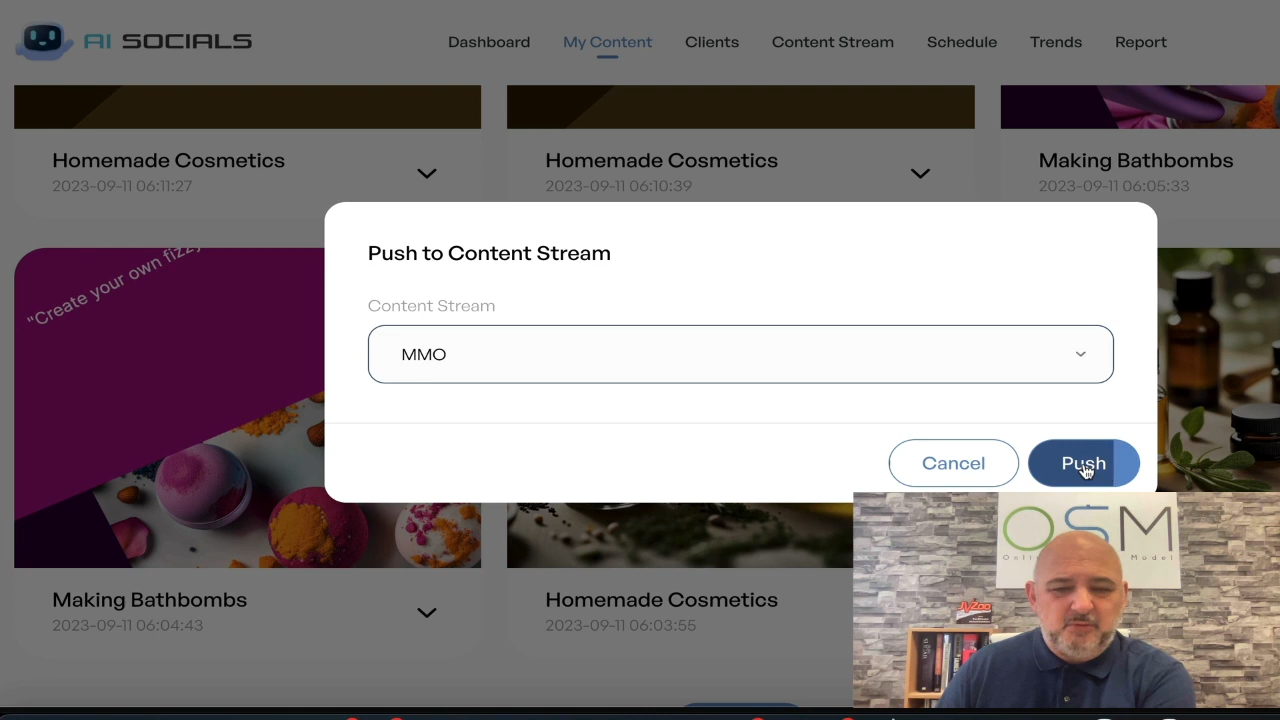 AI SOCIALS
Dashboard
My Content
Clients
Content Stream
Schedule
Trends
Report
Homemade Cosmetics
2023-09-11 06:11:27
Homemade Cosmetics
2023-09-11 06:10:39
Making Bathbombs
2023-09-11 06:05:33
"Create your own fizzy
Push to Content Stream
Content Stream
MMO
Cancel
Push
Making Bathbombs
2023-09-11 06:04:43
Homemade Cosmetics
2023-09-11 06:03:55
OSM
Model
JVZoo